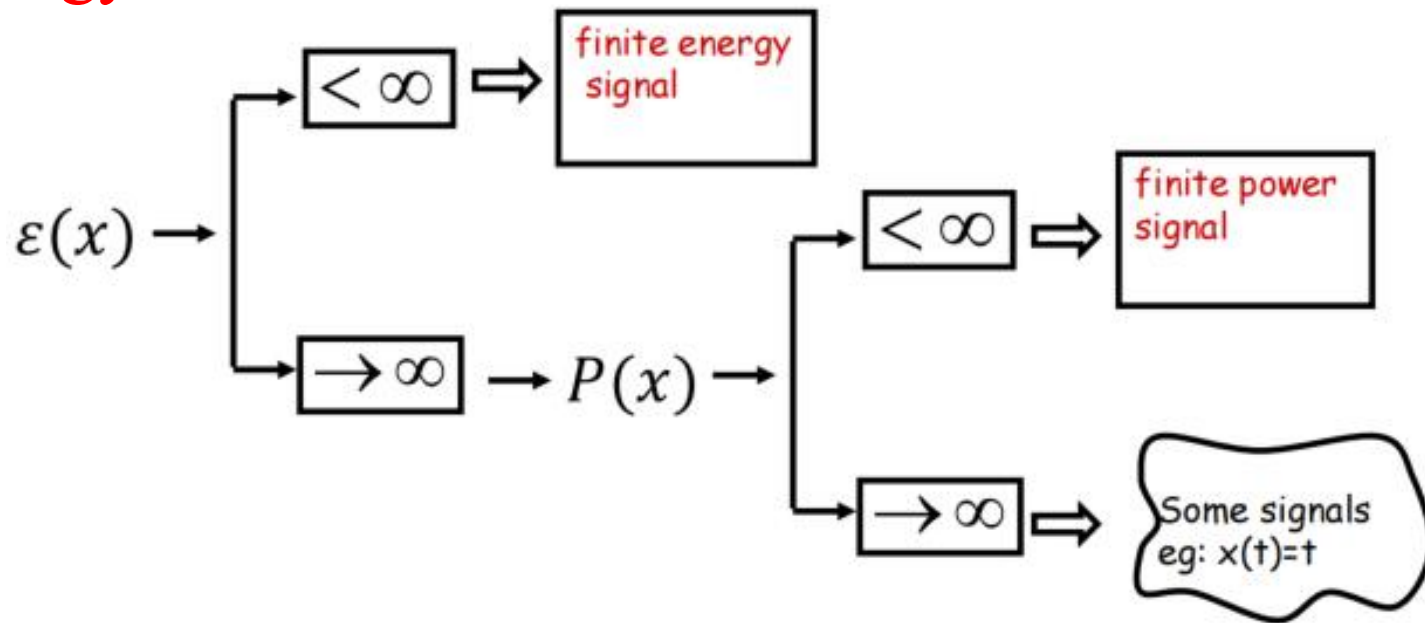 < ∞
finite energy
signal
ε(x)
→ ∞
P(x)
< ∞
finite power
signal
→ ∞
Some signals
eg: x(t)=t